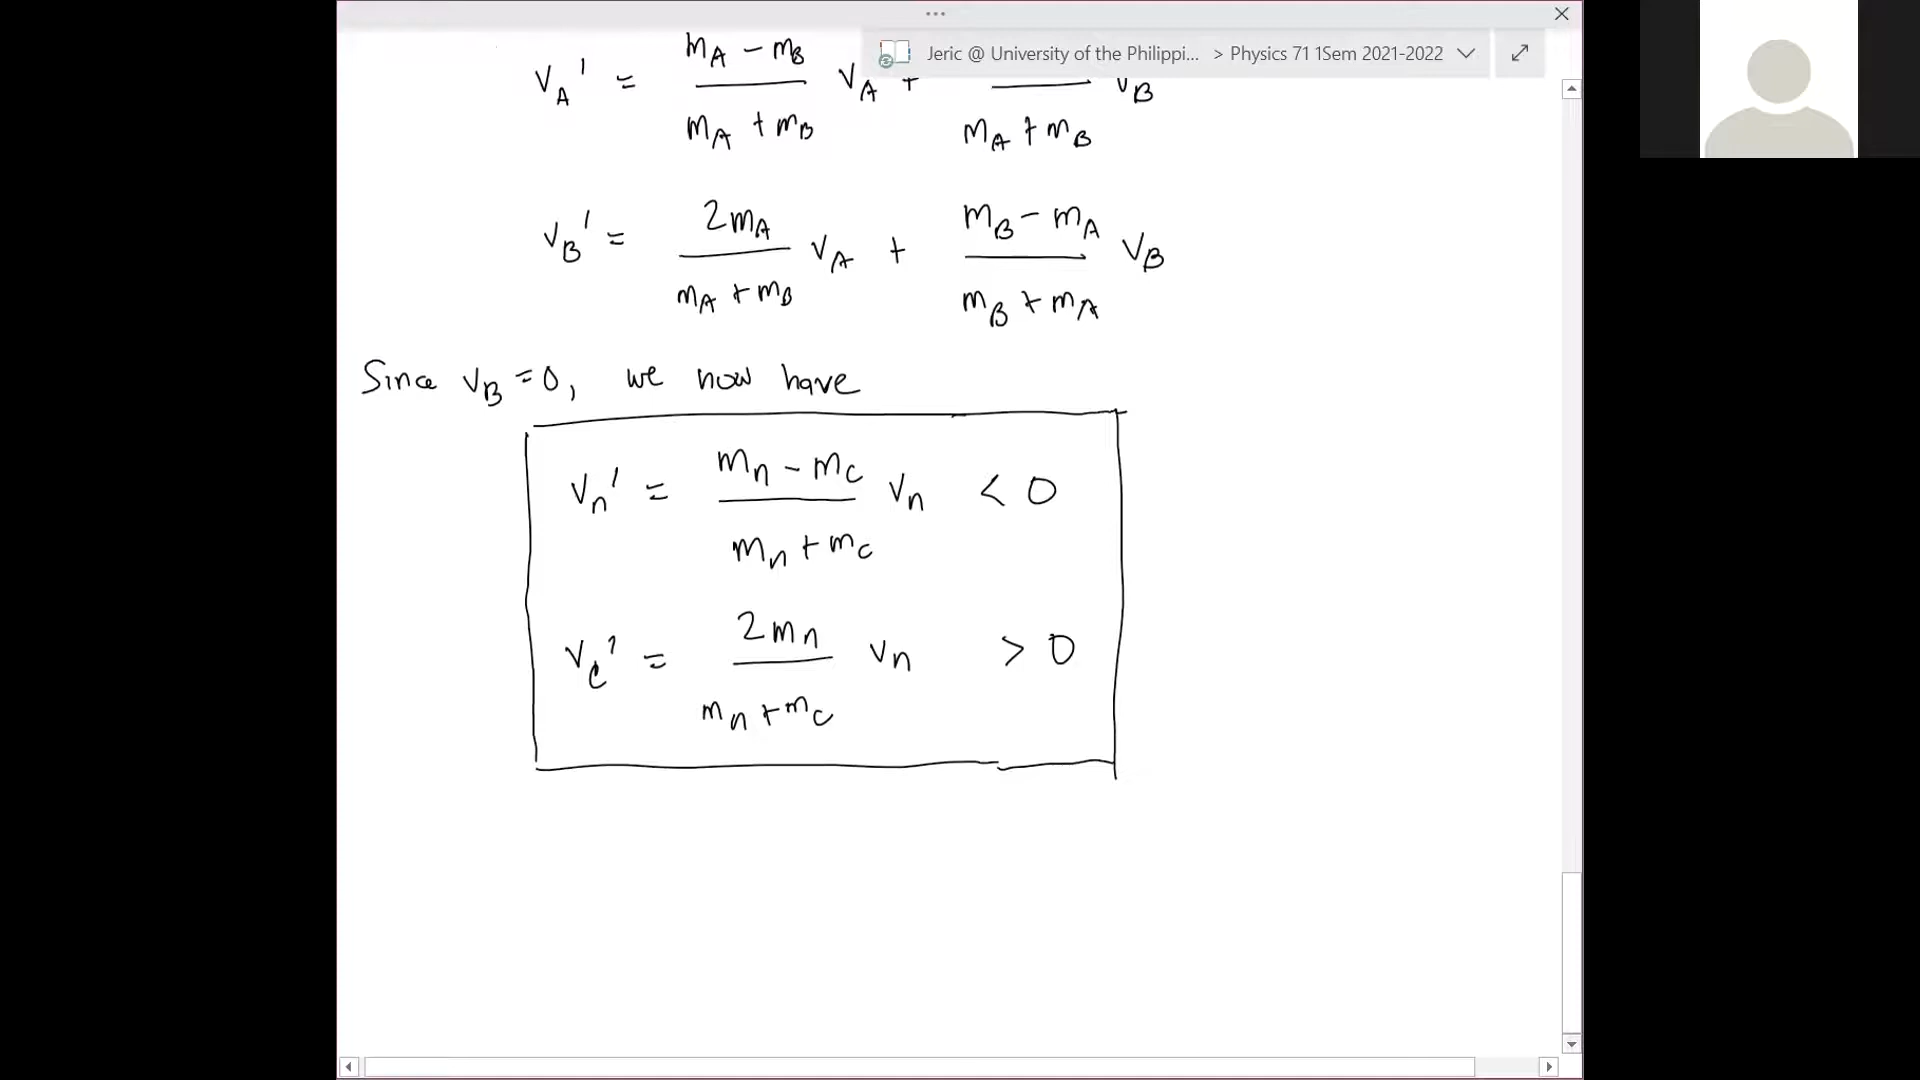 Jeric @ University of the Philippi... > Physics 71 1Sem 2021-2022
v_A' = (m_A - m_B)/(m_A + m_B) v_A + /(m_A + m_B) v_B
v_B' = (2m_A)/(m_A + m_B) v_A + (m_B - m_A)/(m_B + m_A) v_B
Since v_B = 0, we now have
v_n' = (m_n - m_c)/(m_n + m_c) v_n < 0
v_c' = (2m_n)/(m_n + m_c) v_n > 0